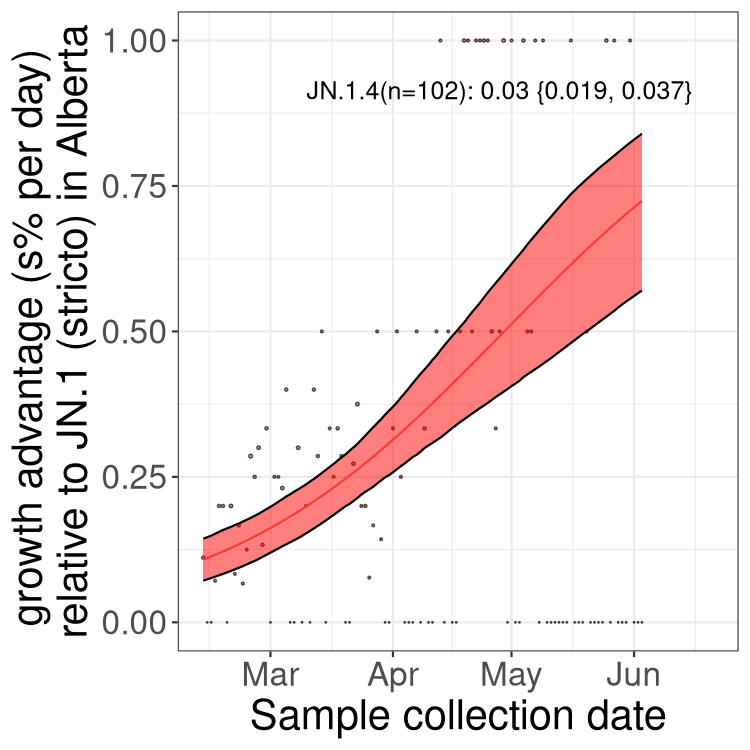 growth advantage (s% per day)
relative to JN.1 (stricto) in Alberta
1.00
JN.1.4(n=102): 0.03 {0.019, 0.037}
0.75
0.50
0.25
0.00
Mar Apr May Jun
Sample collection date